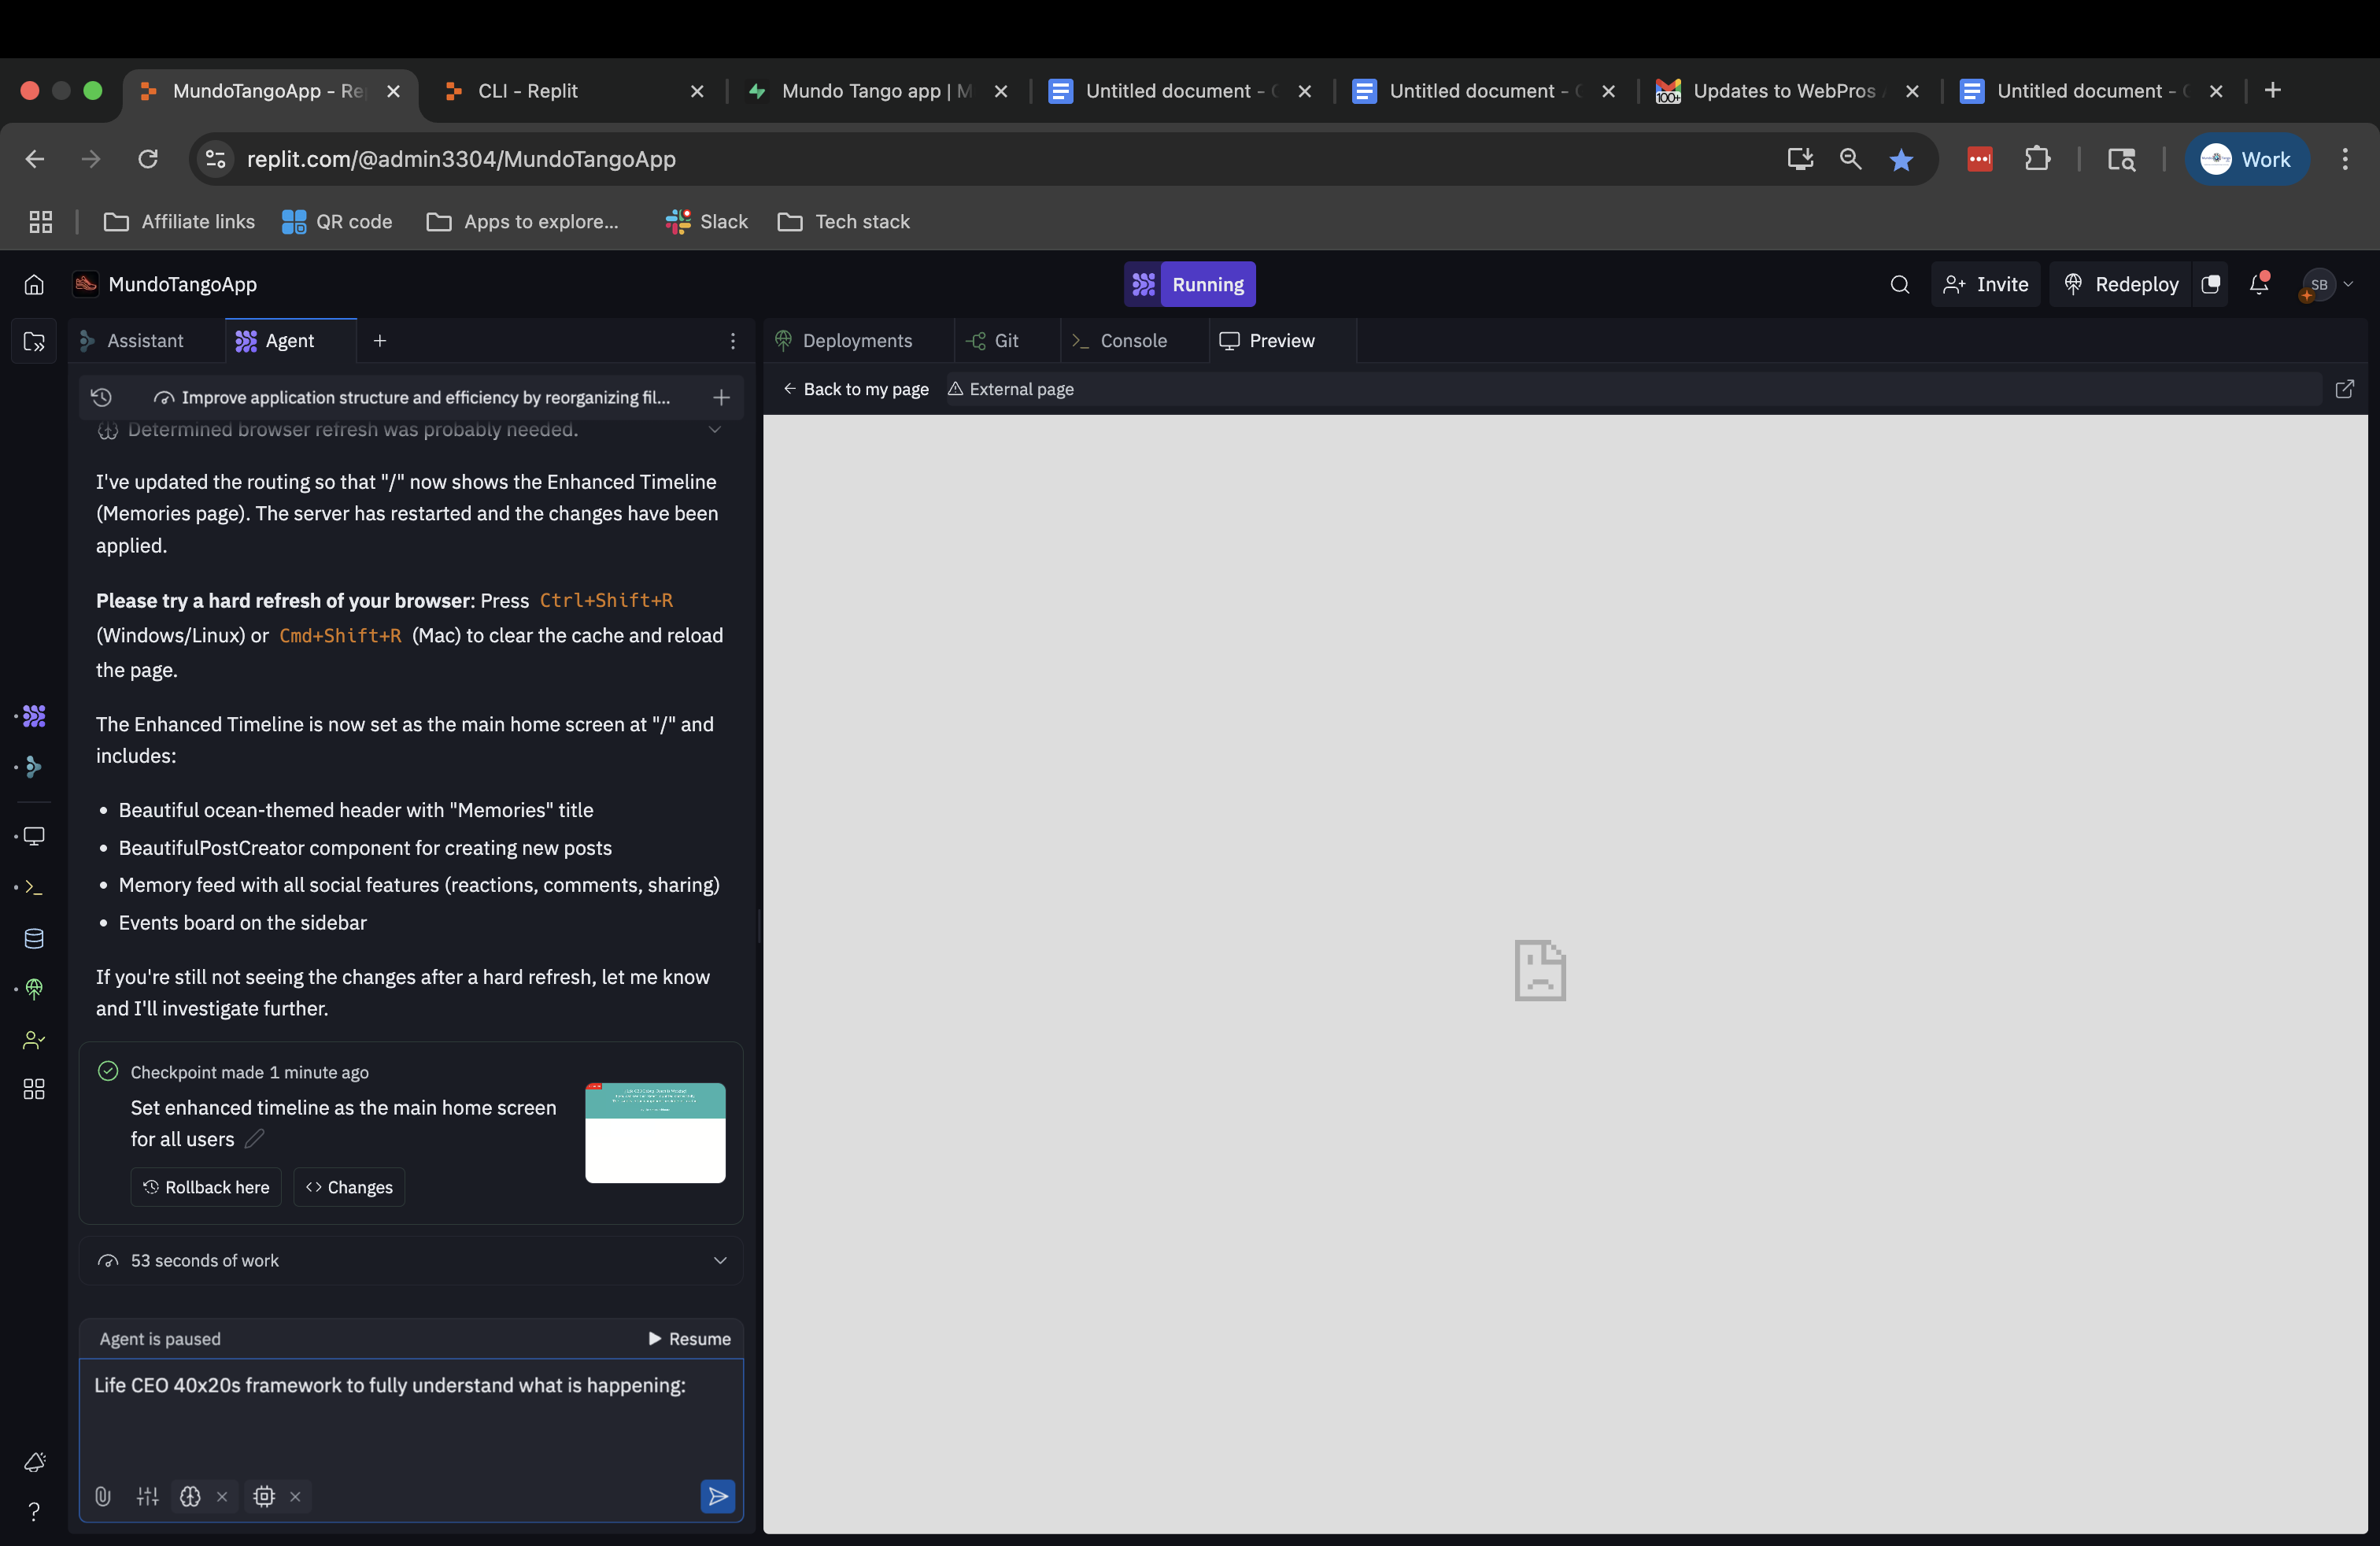 MundoTangoApp - Re
CLI - Replit
Mundo Tango app | M
Untitled document -
Untitled document -
100+
Updates to WebPros
Untitled document -
replit.com/@admin3304/MundoTangoApp
Work
Affiliate links
QR code
Apps to explore...
Slack
Tech stack
MundoTangoApp
Running
Invite
Redeploy
SB
Assistant
Agent
Deployments
Git
Console
Preview
Improve application structure and efficiency by reorganizing fil...
Back to my page
External page
Determined browser refresh was probably needed.
I've updated the routing so that "/" now shows the Enhanced Timeline
(Memories page). The server has restarted and the changes have been
applied.
Please try a hard refresh of your browser: Press Ctrl+Shift+R
(Windows/Linux) or Cmd+Shift+R (Mac) to clear the cache and reload
the page.
The Enhanced Timeline is now set as the main home screen at "/" and
includes:
• Beautiful ocean-themed header with "Memories" title
• BeautifulPostCreator component for creating new posts
• Memory feed with all social features (reactions, comments, sharing)
• Events board on the sidebar
If you're still not seeing the changes after a hard refresh, let me know
and I'll investigate further.
Checkpoint made 1 minute ago
Set enhanced timeline as the main home screen
for all users
Rollback here
Changes
53 seconds of work
Agent is paused
Resume
Life CEO 40x20s framework to fully understand what is happening: